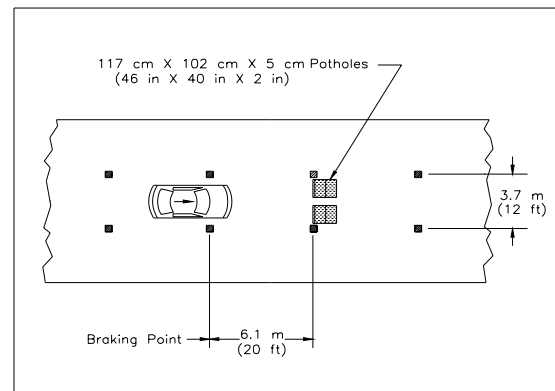 117 cm X 102 cm X 5 cm Potholes
(46 in X 40 in X 2 in)
3.7 m
(12 ft)
Braking Point
6.1 m
(20 ft)